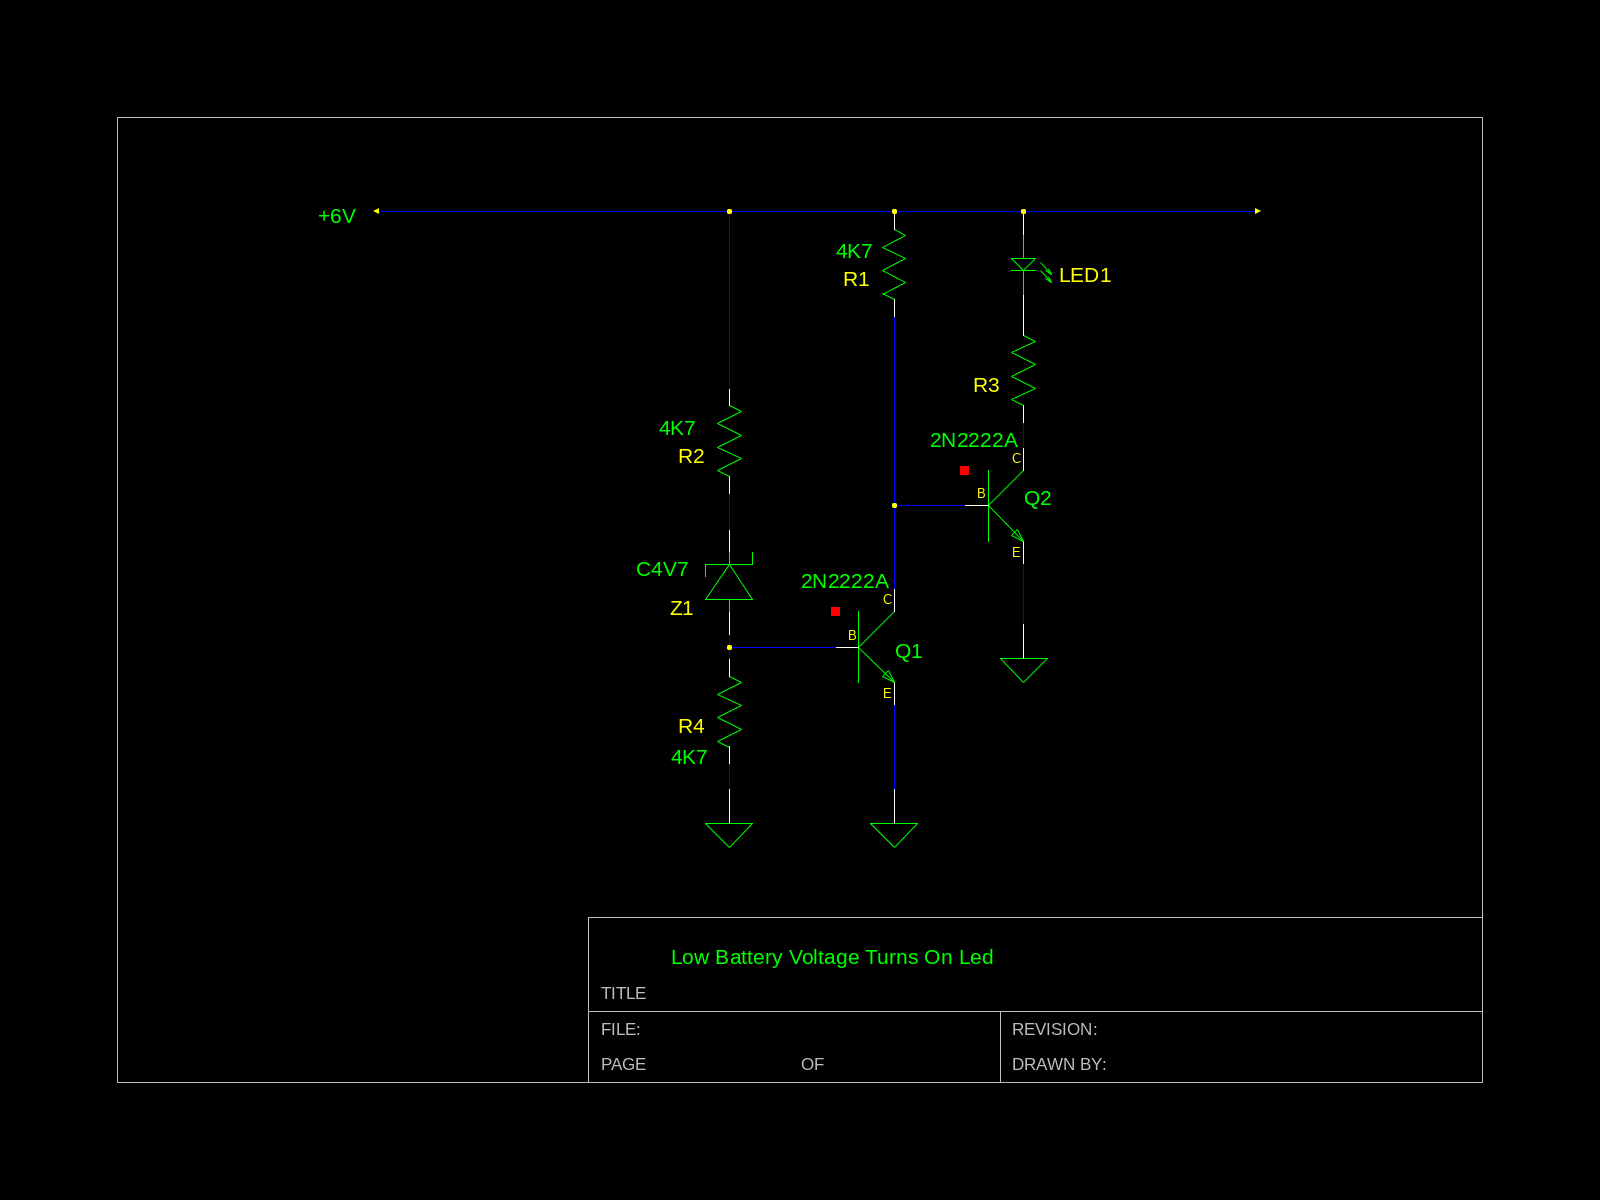 +6V
4K7
R1
LED1
R3
4K7
R2
2N2222A
C
B
Q2
E
C4V7
Z1
2N2222A
C
B
Q1
E
R4
4K7
Low Battery Voltage Turns On Led
TITLE
FILE:
REVISION:
PAGE OF
DRAWN BY: